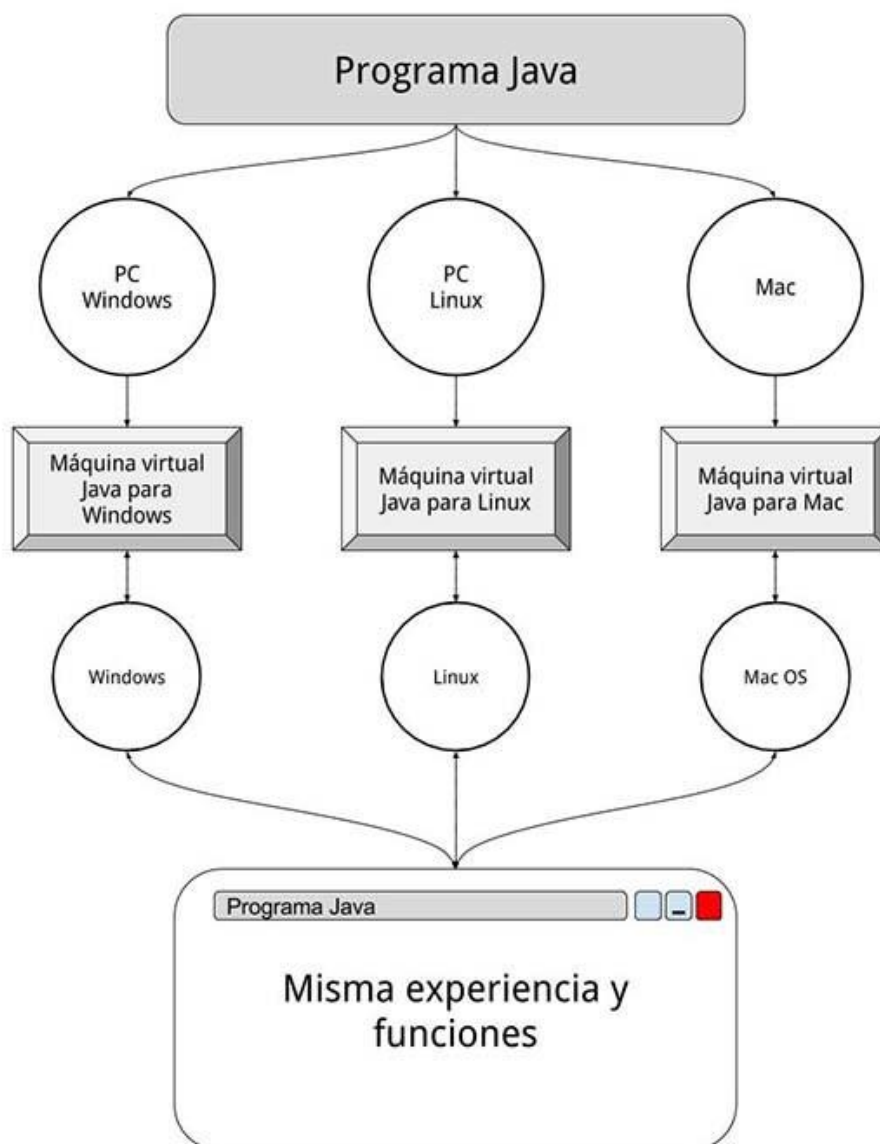 Programa Java
PC
Windows
PC
Linux
Mac
Máquina virtual
Java para
Windows
Máquina virtual
Java para Linux
Máquina virtual
Java para Mac
Windows
Linux
Mac OS
Programa Java
Misma experiencia y
funciones